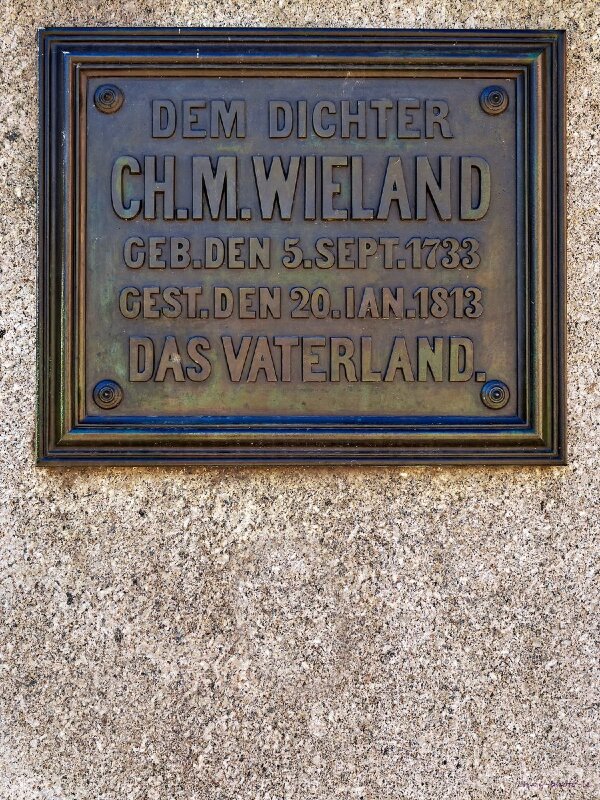 DEM DICHTER
CH.M.WIELAND
GEB.DEN 5.SEPT.1733
GEST.DEN 20.IAN.1813
DAS VATERLAND.